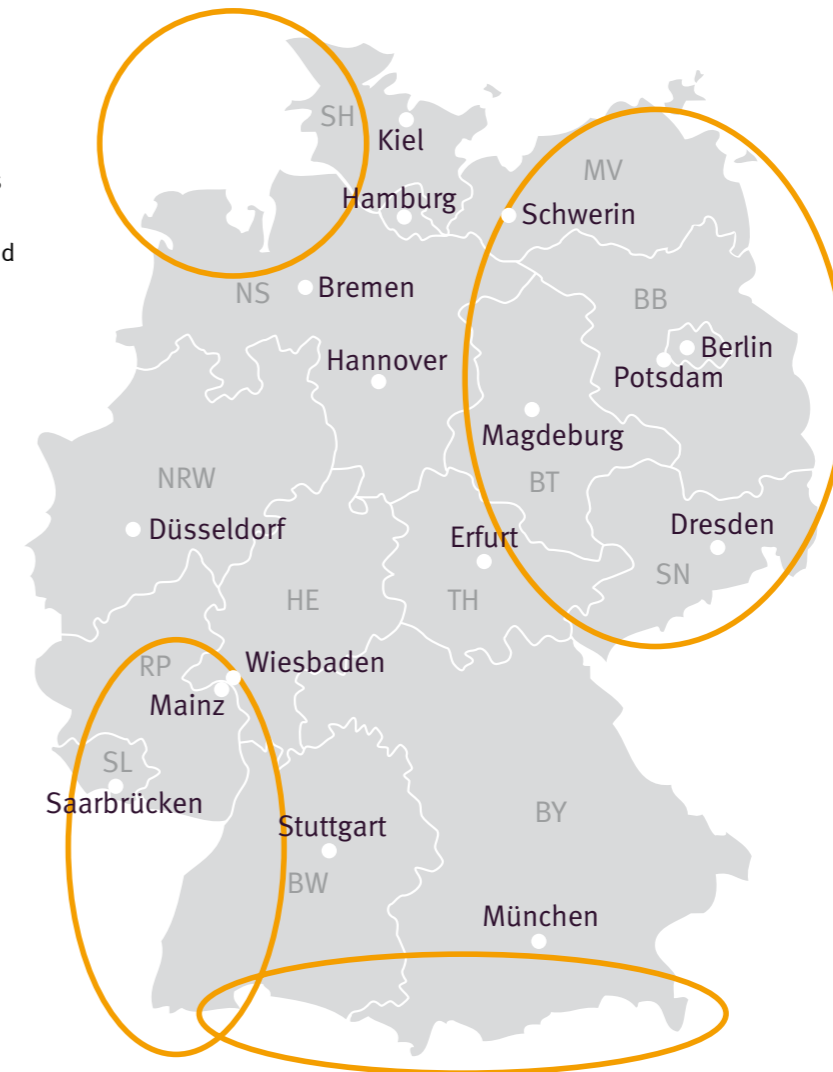 SH
Kiel
MV
s
Hamburg
Schwerin
d
NS
Bremen
BB
Berlin
Hannover
Potsdam
Magdeburg
NRW
BT
Düsseldorf
Erfurt
Dresden
HE
TH
SN
RP
Wiesbaden
Mainz
SL
Saarbrücken
Stuttgart
BY
BW
München